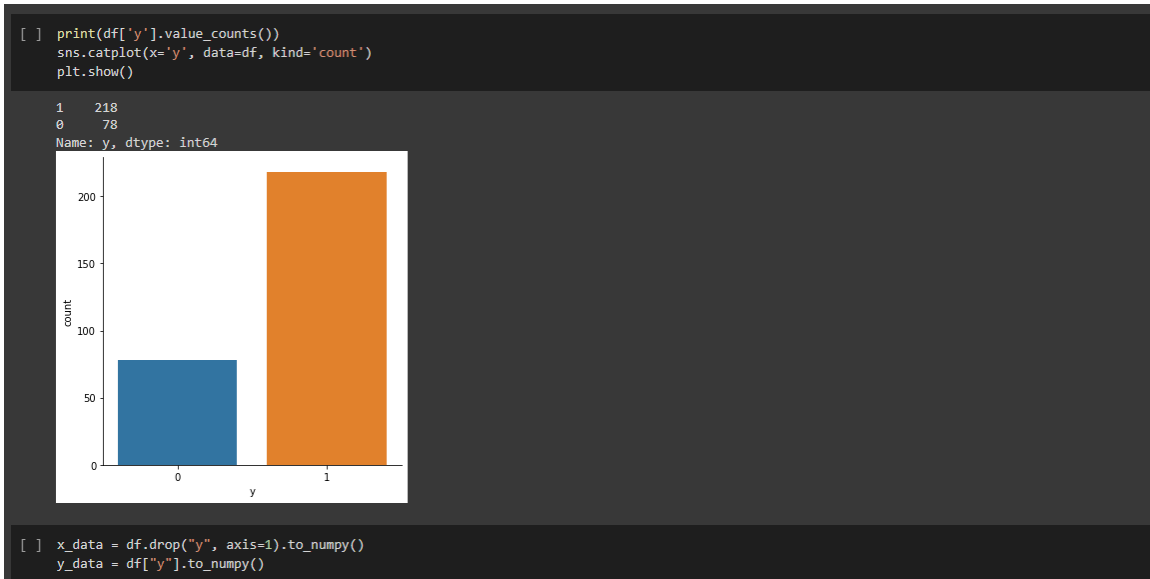 [ ] print(df['y'].value_counts())
sns.catplot(x='y', data=df, kind='count')
plt.show()
1    218
0     78
Name: y, dtype: int64
200
150
100
50
0
count
0 1
y
[ ] x_data = df.drop("y", axis=1).to_numpy()
y_data = df["y"].to_numpy()